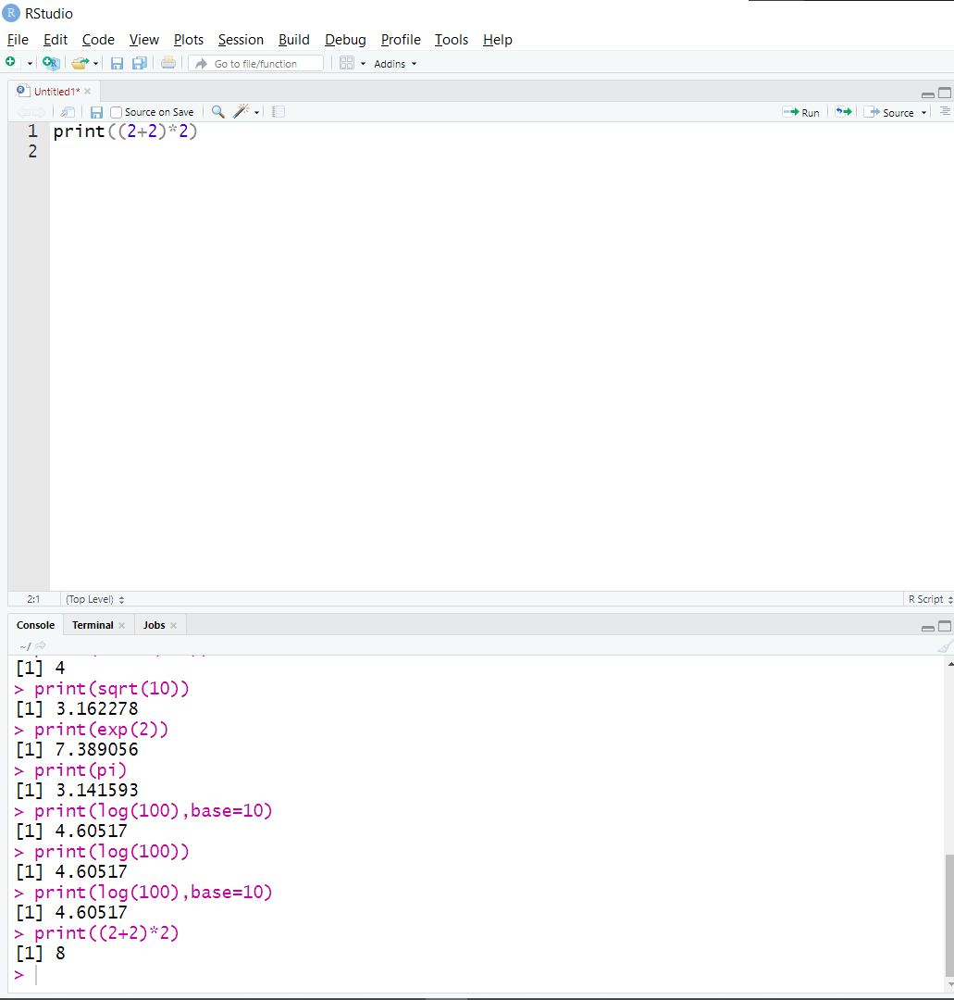 RStudio
File Edit Code View Plots Session Build Debug Profile Tools Help
Go to file/function Addins
Untitled1*
Source on Save Run Source
1 print((2+2)*2)
2
2:1 (Top Level) R Script
Console Terminal Jobs
~/
[1] 4
> print(sqrt(10))
[1] 3.162278
> print(exp(2))
[1] 7.389056
> print(pi)
[1] 3.141593
> print(log(100),base=10)
[1] 4.60517
> print(log(100))
[1] 4.60517
> print(log(100),base=10)
[1] 4.60517
> print((2+2)*2)
[1] 8
>